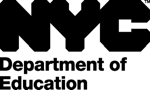 NYC
Department of
Education